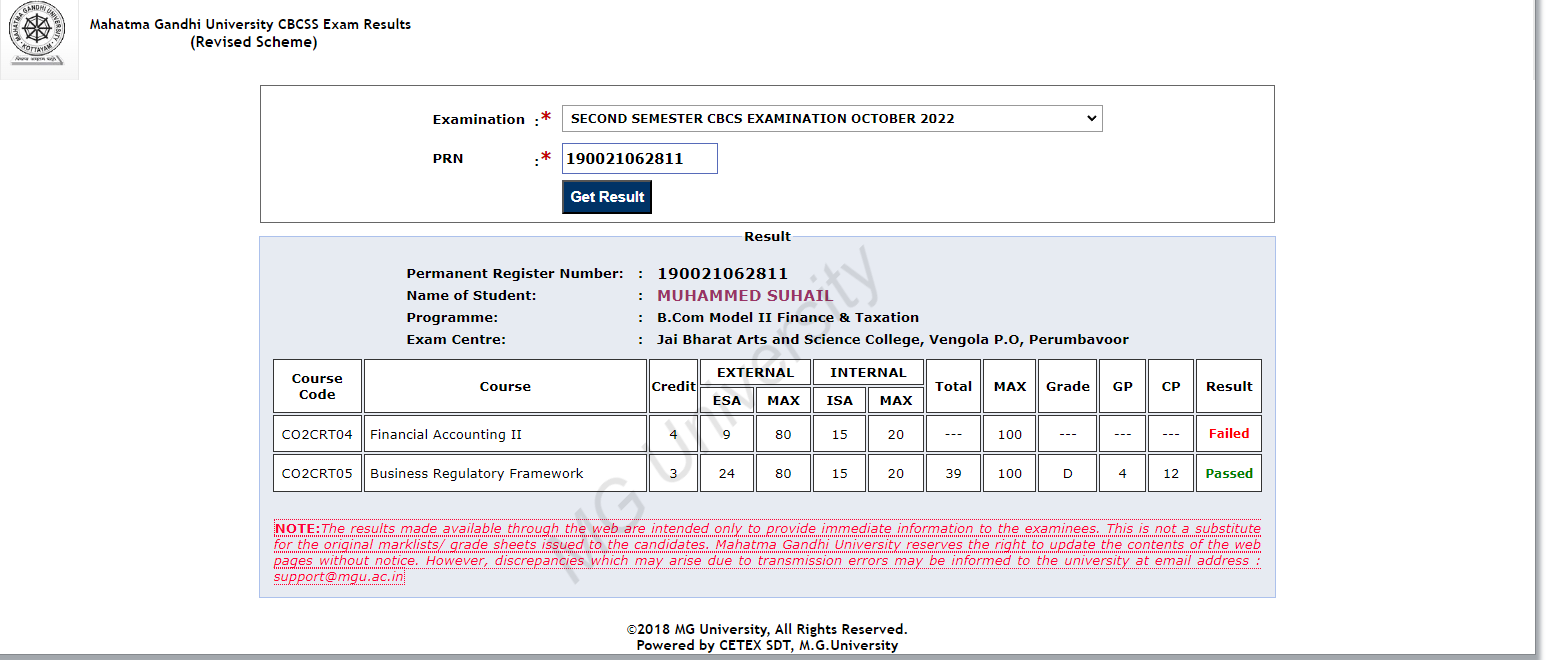 MAHATMA GANDHI UNIVERSITY
KOTTAYAM
Mahatma Gandhi University CBCSS Exam Results
(Revised Scheme)
Examination :* SECOND SEMESTER CBCS EXAMINATION OCTOBER 2022
PRN :* 190021062811
Get Result
Result
Permanent Register Number: : 190021062811
Name of Student: : MUHAMMED SUHAIL
Programme: : B.Com Model II Finance & Taxation
Exam Centre: : Jai Bharat Arts and Science College, Vengola P.O, Perumbavoor
Course Code Course Credit EXTERNAL INTERNAL Total MAX Grade GP CP Result
ESA MAX ISA MAX
CO2CRT04 Financial Accounting II 4 9 80 15 20 --- 100 --- --- --- Failed
CO2CRT05 Business Regulatory Framework 3 24 80 15 20 39 100 D 4 12 Passed
MG University MG University
NOTE:The results made available through the web are intended only to provide immediate information to the examinees. This is not a substitute
for the original marklists/ grade sheets issued to the candidates. Mahatma Gandhi University reserves the right to update the contents of the web
pages without notice. However, discrepancies which may arise due to transmission errors may be informed to the university at email address :
support@mgu.ac.in
©2018 MG University, All Rights Reserved.
Powered by CETEX SDT, M.G.University